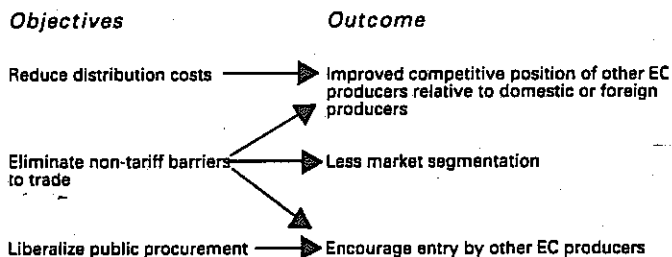 Objectives
Outcome
Reduce distribution costs
Improved competitive position of other EC
producers relative to domestic or foreign
producers
Eliminate non-tariff barriers
to trade
Less market segmentation
Liberalize public procurement
Encourage entry by other EC producers